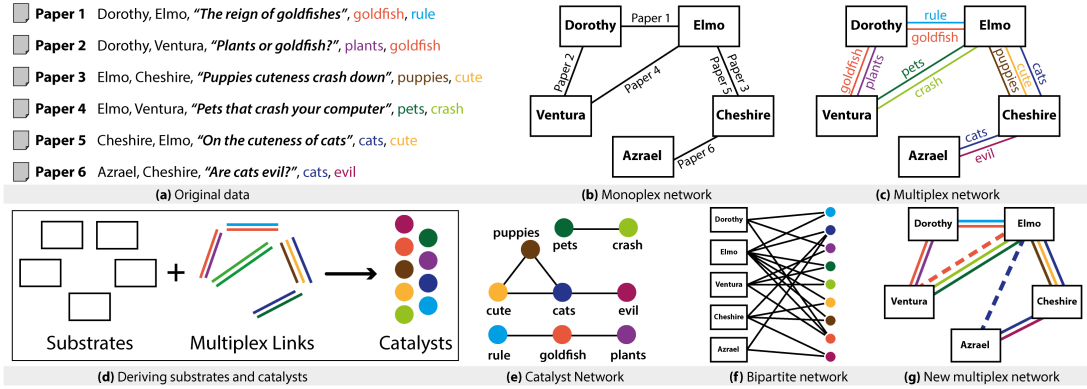 Paper 1 Dorothy, Elmo, "The reign of goldfishes", goldfish, rule
Paper 2 Dorothy, Ventura, "Plants or goldfish?", plants, goldfish
Paper 3 Elmo, Cheshire, "Puppies cuteness crash down", puppies, cute
Paper 4 Elmo, Ventura, "Pets that crash your computer", pets, crash
Paper 5 Cheshire, Elmo, "On the cuteness of cats", cats, cute
Paper 6 Azrael, Cheshire, "Are cats evil?", cats, evil
(a) Original data
Dorothy
Paper 1
Elmo
Paper 2
Paper 4
Paper 3
Paper 5
Ventura
Cheshire
Azrael
Paper 6
(b) Monoplex network
Dorothy
rule
goldfish
Elmo
goldfish
plants
pets
crash
puppies
cute
cats
Ventura
Cheshire
Azrael
cats
evil
(c) Multiplex network
+
Substrates
Multiplex Links
Catalysts
(d) Deriving substrates and catalysts
puppies
pets
crash
cute
cats
evil
rule
goldfish
plants
(e) Catalyst Network
Dorothy
Elmo
Ventura
Cheshire
Azrael
(f) Bipartite network
Dorothy
Elmo
Ventura
Cheshire
Azrael
(g) New multiplex network